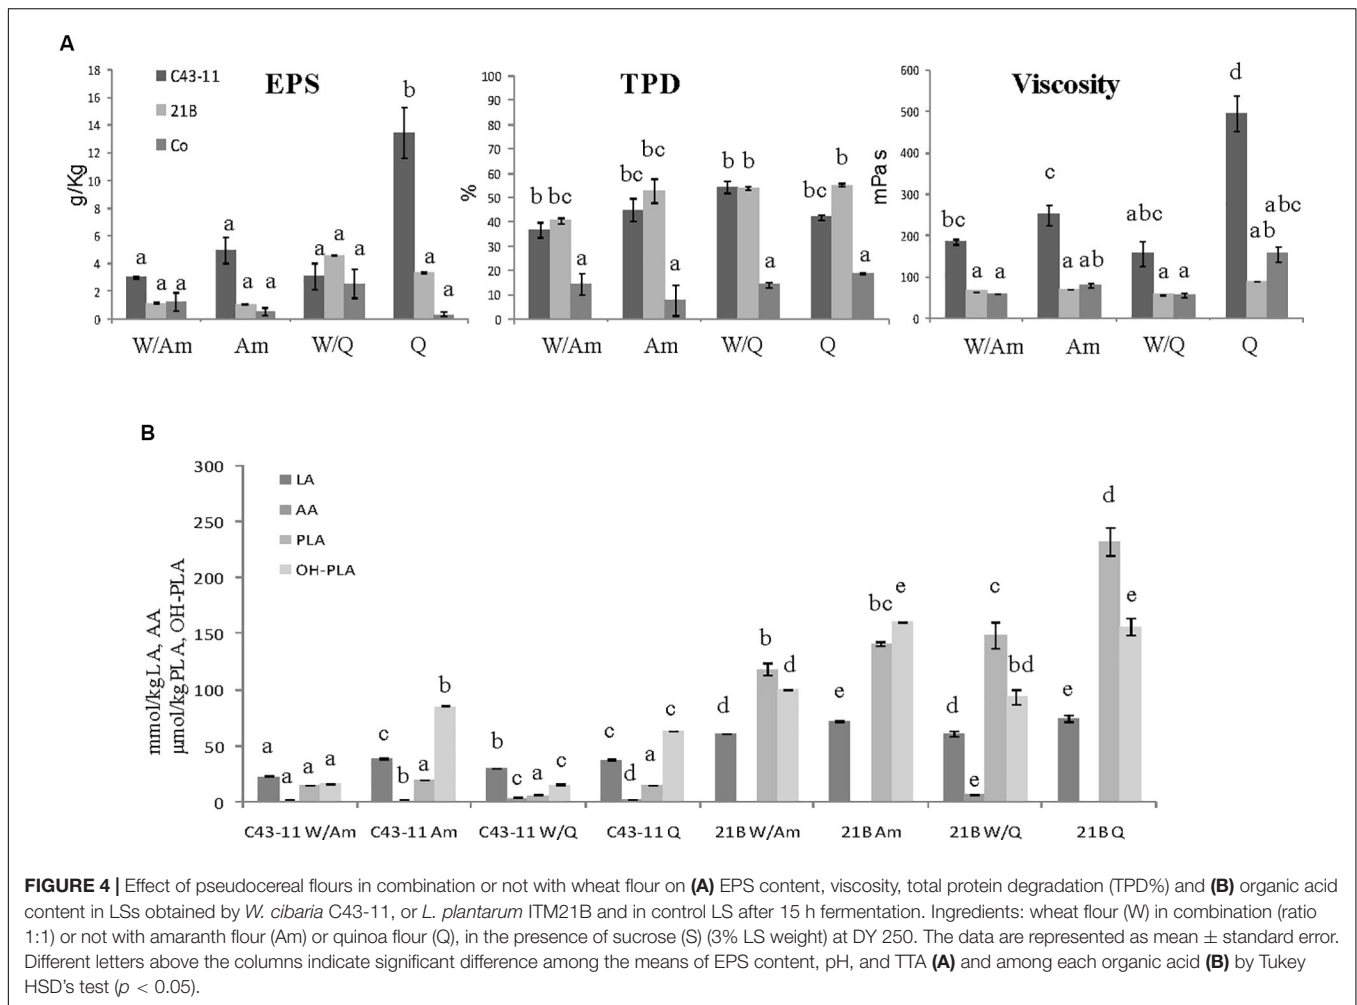 A
EPS
C43-11
21B
Co
g/Kg
18
16
14
12
10
8
6
4
2
0
a
a
a
a
a
a
a
a
a
b
a
a
W/Am
Am
W/Q
Q
TPD
%
100
90
80
70
60
50
40
30
20
10
0
b
bc
a
bc
bc
a
b
b
a
bc
b
a
W/Am
Am
W/Q
Q
Viscosity
mPa s
600
500
400
300
200
100
0
bc
a
a
c
a
ab
abc
a
a
d
ab
abc
W/Am
Am
W/Q
Q
B
LA
AA
PLA
OH-PLA
mmol/kg LA, AA
µmol/kg PLA, OH-PLA
300
250
200
150
100
50
0
a
a
a
a
c
b
a
b
b
c
a
c
c
d
a
c
d
b
d
e
bc
e
d
e
c
bd
e
d
e
C43-11 W/Am
C43-11 Am
C43-11 W/Q
C43-11 Q
21B W/Am
21B Am
21B W/Q
21B Q
FIGURE 4 | Effect of pseudocereal flours in combination or not with wheat flour on (A) EPS content, viscosity, total protein degradation (TPD%) and (B) organic acid
content in LSs obtained by W. cibaria C43-11, or L. plantarum ITM21B and in control LS after 15 h fermentation. Ingredients: wheat flour (W) in combination (ratio
1:1) or not with amaranth flour (Am) or quinoa flour (Q), in the presence of sucrose (S) (3% LS weight) at DY 250. The data are represented as mean ± standard error.
Different letters above the columns indicate significant difference among the means of EPS content, pH, and TTA (A) and among each organic acid (B) by Tukey
HSD's test (p < 0.05).